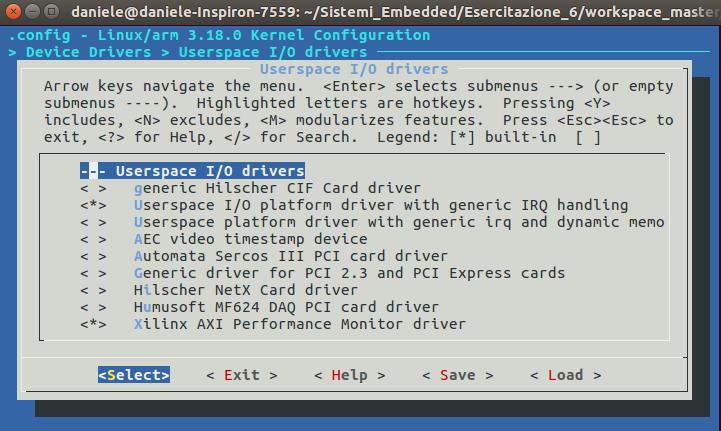 daniele@daniele-Inspiron-7559: ~/Sistemi_Embedded/Esercitazione_6/workspace_master
.config - Linux/arm 3.18.0 Kernel Configuration
> Device Drivers > Userspace I/O drivers
Userspace I/O drivers
Arrow keys navigate the menu.  <Enter> selects submenus ---> (or empty
submenus ----).  Highlighted letters are hotkeys.  Pressing <Y>
includes, <N> excludes, <M> modularizes features.  Press <Esc><Esc> to
exit, <?> for Help, </> for Search.  Legend: [*] built-in  [ ]
--- Userspace I/O drivers
< >   generic Hilscher CIF Card driver
<*>   Userspace I/O platform driver with generic IRQ handling
< >   Userspace platform driver with generic irq and dynamic memo
< >   AEC video timestamp device
< >   Automata Sercos III PCI card driver
< >   Generic driver for PCI 2.3 and PCI Express cards
< >   Hilscher NetX Card driver
< >   Humusoft MF624 DAQ PCI card driver
<*>   Xilinx AXI Performance Monitor driver
<Select>    < Exit >    < Help >    < Save >    < Load >